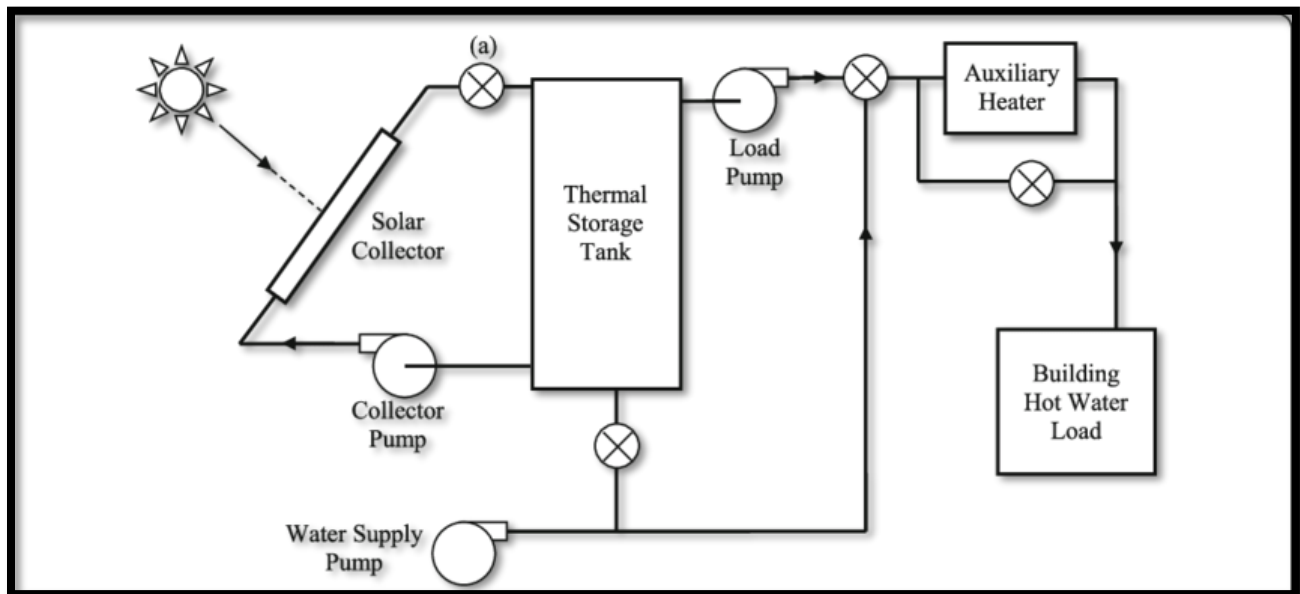 (a)
Solar
Collector
Thermal
Storage
Tank
Load
Pump
Auxiliary
Heater
Collector
Pump
Building
Hot Water
Load
Water Supply
Pump